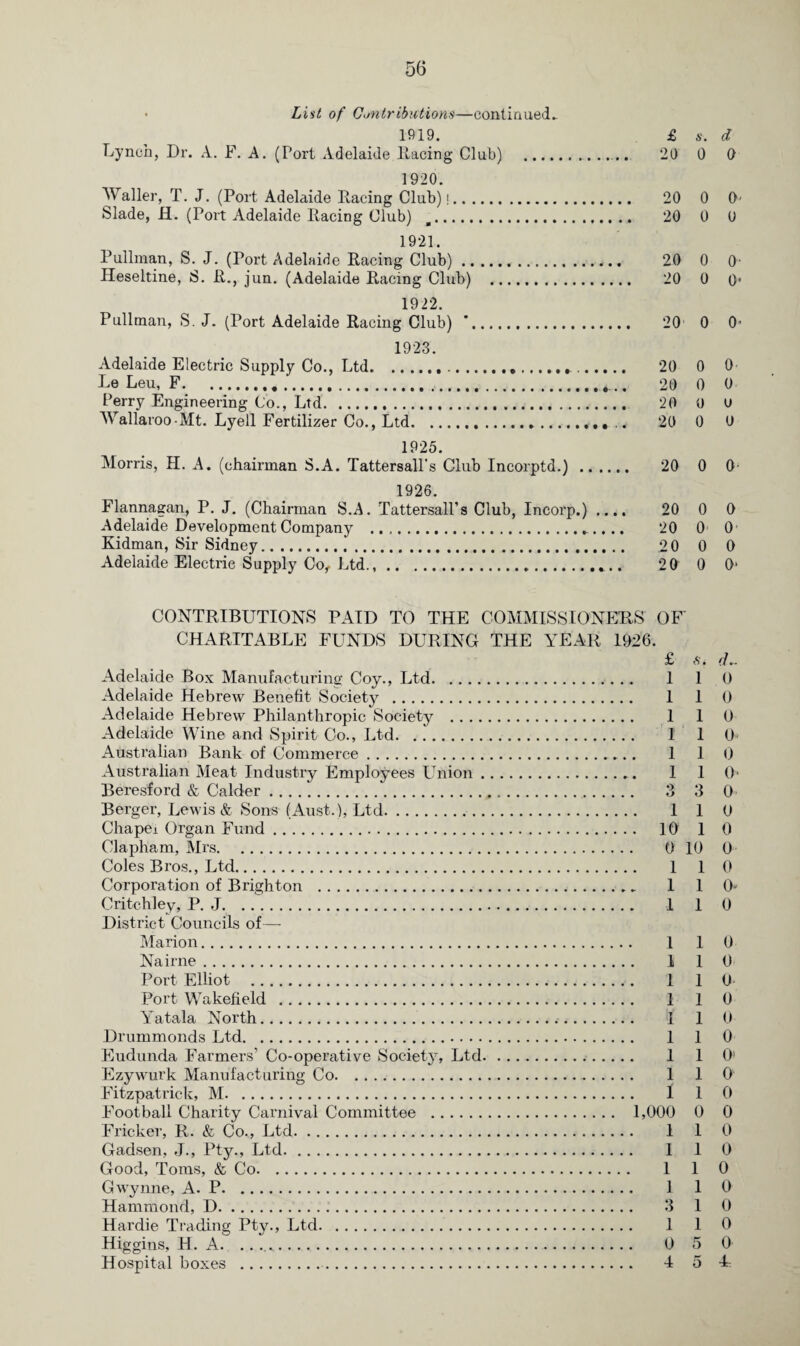 56
List of Contributions—continued.
1919. £ s. d
Lynch, Dr. A. F. A. (Port Adelaide Racing Club) .............. 20 0 0
1920.
Waller, T. J. (Port Adelaide Racing Club)!.................... 20 0 0
Slade, H. (Port Adelaide Racing Club) ...................... 20 0 0
1921.
Pullman, S. J. (Port Adelaide Racing Club) .................... 20 0 0
Heseltine, S. R., jun. (Adelaide Racing Club) .................. 20 0 0
1922.
Pullman, S. J. (Port Adelaide Racing Club) .................... 20 0 0
1923.
Adelaide Electric Supply Co., Ltd. ........................... 20 0 0
Le Leu, F. ................................................ 20 0 0
Perry Engineering Co., Ltd. ................................ 20 0 0
Wallaroo-Mt. Lyell Fertilizer Co., Ltd. ........................ 20 0 0
1925.
Morris, H. A. (chairman S.A. Tattersall's Club Incorptd.) ...... 20 0 0
1926.
Flannagan, P. J. (Chairman S.A. Tattersall's Club, Incorp.) .... 20 0 0
Adelaide Development Company ............................ 20 0 0
Kidman, Sir Sidney........................................ 20 0 0
Adelaide Electric Supply Co, Ltd., .......................... 20 0 0
CONTRIBUTIONS PAID TO THE COMMISSIONERS OF
CHARITABLE FUNDS DURING THE YEAR 1926.
£ s. d.
Adelaide Box Manufacturing Coy., Ltd. ...................... 1 1 0
Adelaide Hebrew Benefit Society ............................ 1 1 0
Adelaide Hebrew Philanthropic Society ...................... 1 1 0
Adelaide Wine and Spirit Co., Ltd. .......................... 1 1 0
Australian Bank of Commerce .............................. 1 1 0
Australian Meat Industry Employees Union .................. 1 1 0
Beresford & Calder ........................................ 3 3 0
Berger, Lewis & Sons (Aust.), Ltd. .......................... 1 1 0
Chapel Organ Fund ........................................ 10 1 0
Clapham, Mrs. ............................................ 0 10 0
Coles Bros., Ltd............................................ 1 1 0
Corporation of Brighton .................................... 1 1 0
Critchley, P. J. ............................................ 1 1 0
District Councils of—
Marion................................................ 1 1 0
Nairne ................................................ 1 1 0
Port Elliot ............................................ 1 1 0
Port Wakefield ........................................ 1 1 0
Yatala North.......................................... 1 1 0
Drummonds Ltd. .......................................... 1 1 0
Eudunda Farmers' Co-operative Society, Ltd. ................ 1 1 0
Ezywurk Manufacturing Co. ................................ 1 1 0
Fitzpatrick, M. ............................................ 1 1 0
Football Charity Carnival Committee ...................... 1,000 0 0
Fricker, R. & Co., Ltd. .................................... 1 1 0
Gadsen, J., Pty., Ltd. ...................................... 1 1 0
Good, Toms, & Co. ........................................ 1 1 0
Gwynne, A. P. ............................................ 1 1 0
Hammond, D. ............................................ 3 1 0
Hardie Trading Pty., Ltd. .................................. 1 1 0
Higgins, H. A. ............................................ 0 5 0
Hospital boxes ............................................ 4 5 4